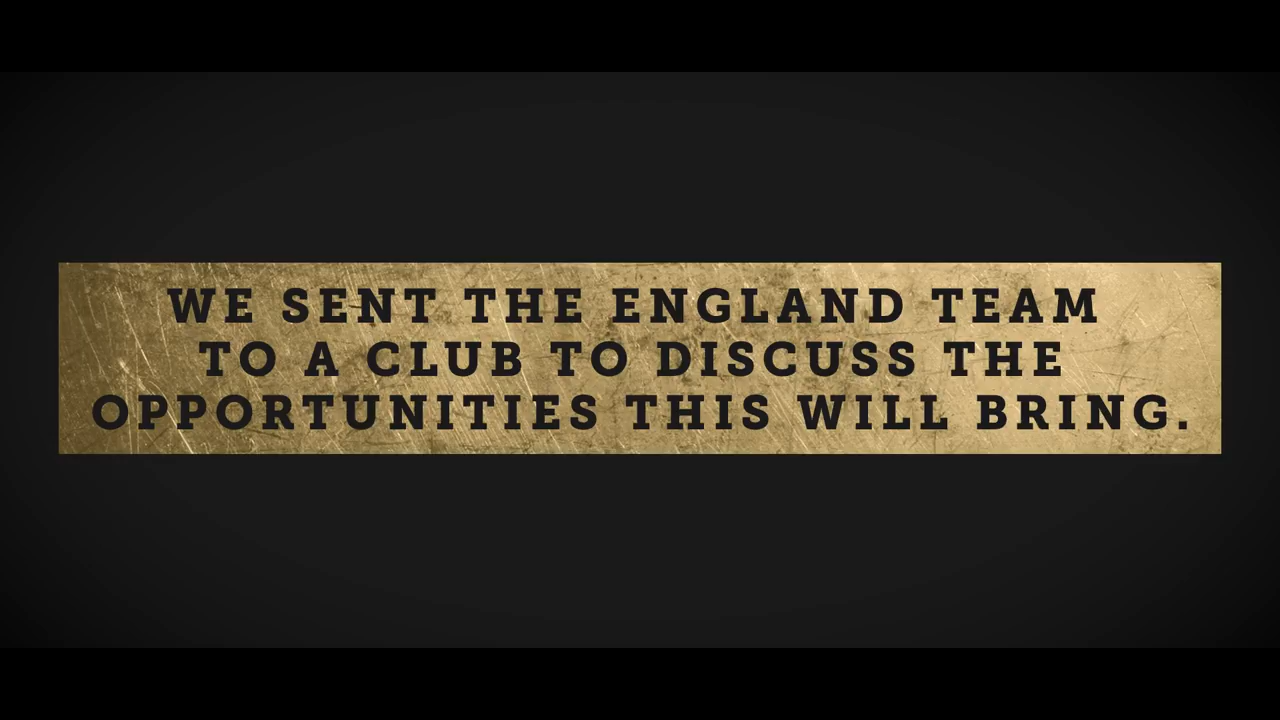 WE SENT THE ENGLAND TEAM
TO A CLUB TO DISCUSS THE
OPPORTUNITIES THIS WILL BRING.